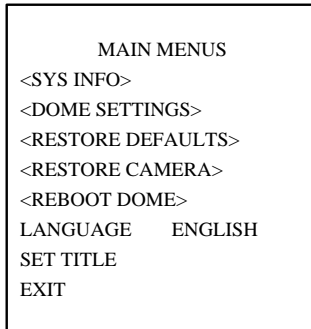 MAIN MENUS
<SYS INFO>
<DOME SETTINGS>
<RESTORE DEFAULTS>
<RESTORE CAMERA>
<REBOOT DOME>
LANGUAGE ENGLISH
SET TITLE
EXIT